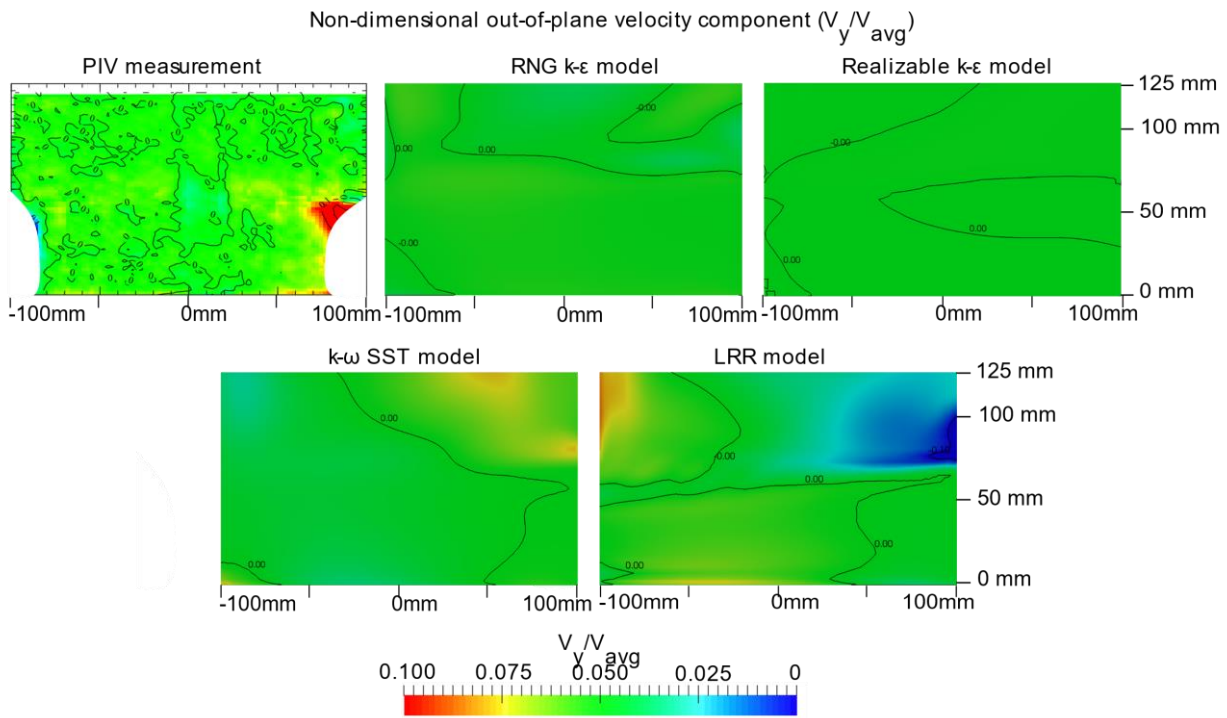 Non-dimensional out-of-plane velocity component (Vy/Vavg)
PIV measurement
RNG k-ε model
Realizable k-ε model
-0.00
0.00
0.00
-0.00
-0.00
0.00
0.00
125 mm
100 mm
50 mm
0 mm
-100mm
0mm
100mm
-100mm
0mm
100mm
-100mm
0mm
100mm
k-ω SST model
LRR model
0.00
0.00
-0.00
-0.10
0.00
0.00
0.00
125 mm
100 mm
50 mm
0 mm
-100mm
0mm
100mm
-100mm
0mm
100mm
Vy/Vavg
0.100 0.075 0.050 0.025 0